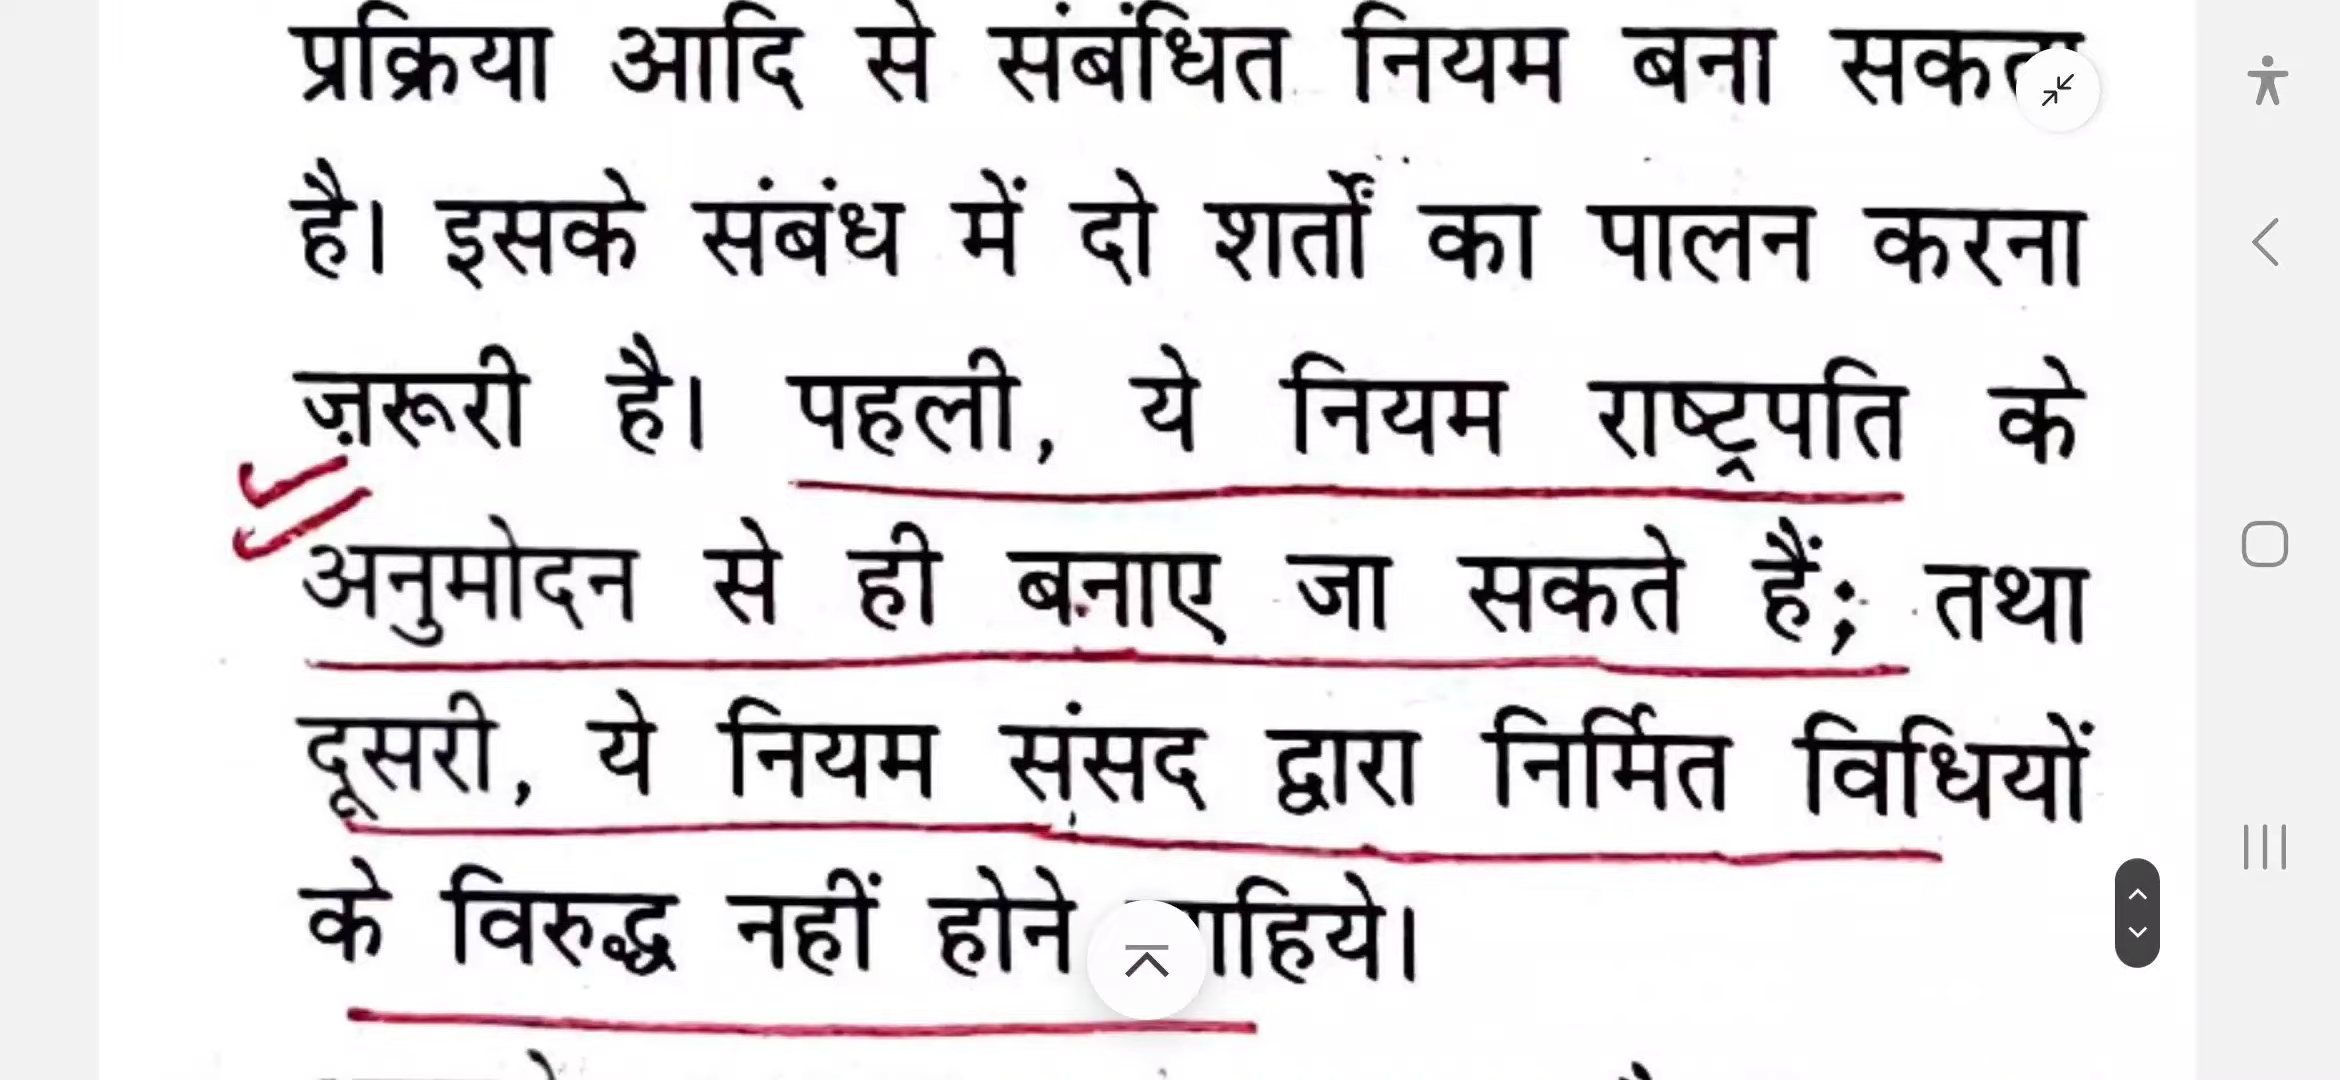 प्रक्रिया आदि से संबंधित नियम बना सकता
है। इसके संबंध में दो शर्तों का पालन करना
ज़रूरी है। पहली, ये नियम राष्ट्रपति के
अनुमोदन से ही बनाए जा सकते हैं; तथा
दूसरी, ये नियम संसद द्वारा निर्मित विधियों
के विरुद्ध नहीं होने चाहिये।